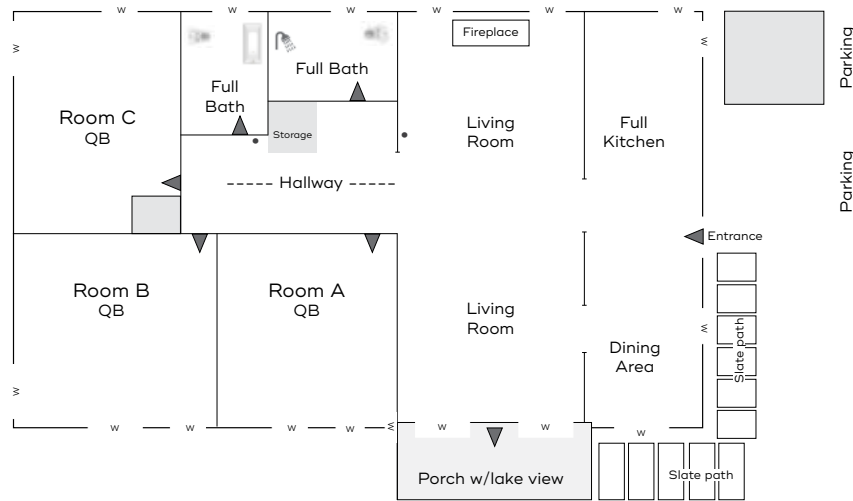 W
W
W
W
W
W
W
Fireplace
Parking
Full Bath
Full
Bath
Room C
QB
Storage
Living
Room
Full
Kitchen
Hallway
Parking
Entrance
Room B
QB
Room A
QB
Living
Room
Dining
Area
W
Slate path
W
W
W
W
W
W
W
W
W
Porch w/lake view
Slate path